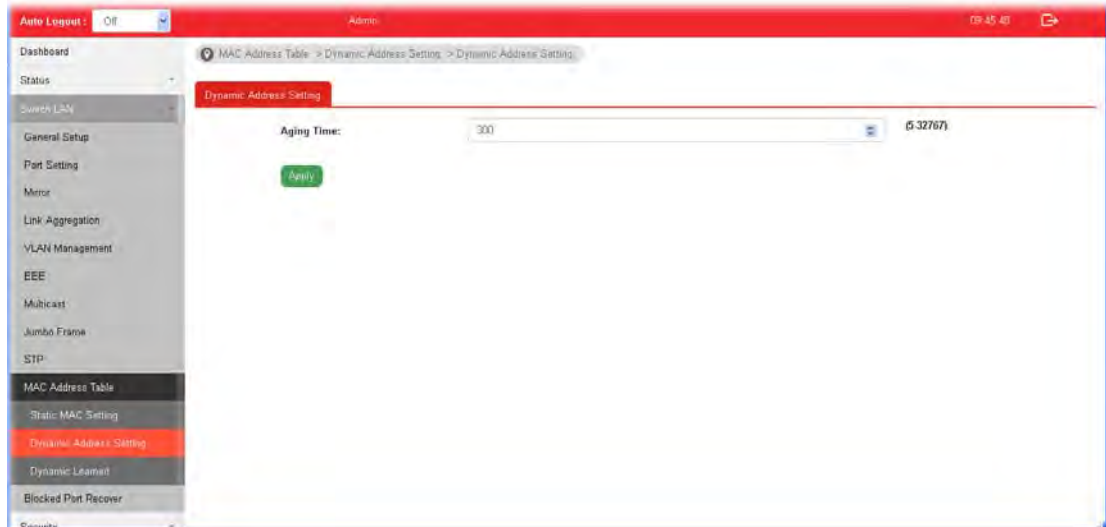 Auto Logout : Off Admin 09:45:40
MAC Address Table > Dynamic Address Setting > Dynamic Address Setting
Dashboard
Status
Switch LAN
General Setup
Port Setting
Mirror
Link Aggregation
VLAN Management
EEE
Multicast
Jumbo Frame
STP
MAC Address Table
Static MAC Setting
Dynamic Address Setting
Dynamic Learned
Blocked Port Recover
Security
Dynamic Address Setting
Aging Time: 300 (5-32767)
Apply